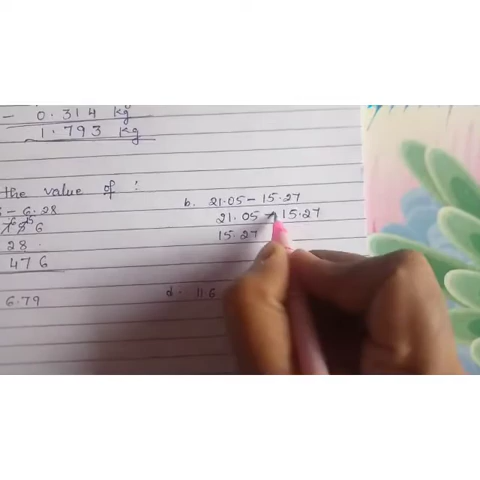 - 0.314 kg
1.793 kg
the value of :
- 6.28
28
476
6.79
b. 21.05 - 15.27
21.05 - 15.27
15.27
d. 11.6